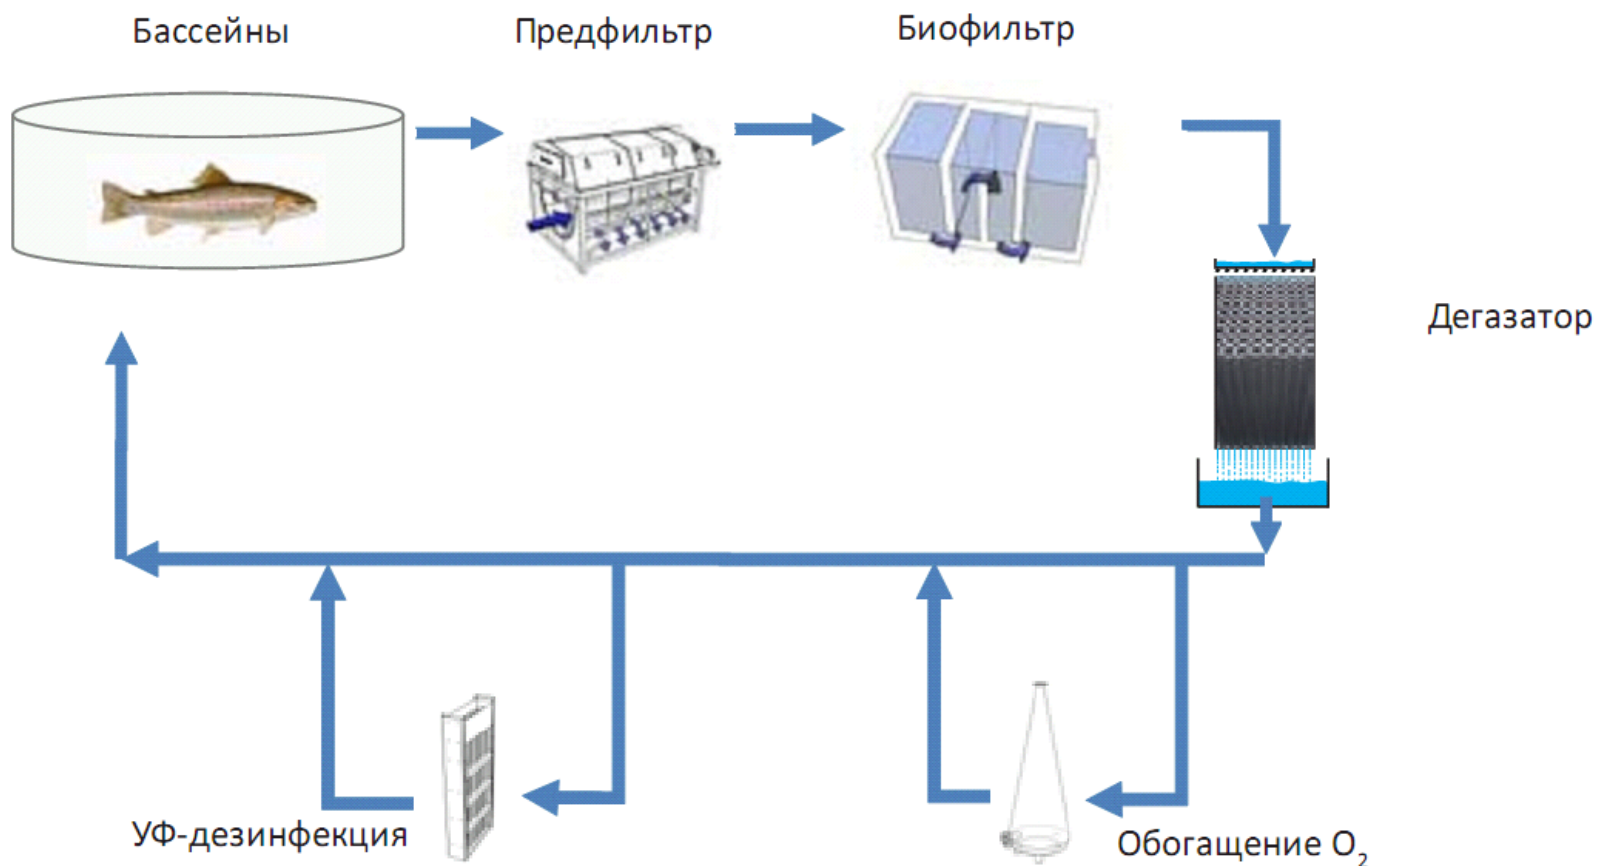 Бассейны
Предфильтр
Биофильтр
Дегазатор
УФ-дезинфекция
Обогащение O₂